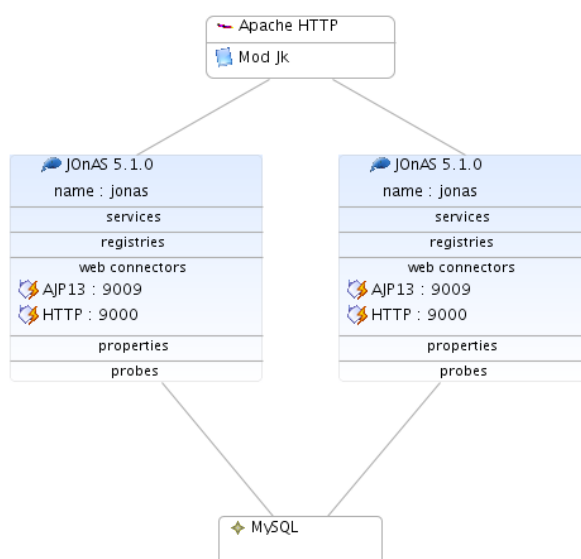 Apache HTTP
Mod Jk
JOnAS 5.1.0
name : jonas
services
registries
web connectors
AJP13 : 9009
HTTP : 9000
properties
probes
JOnAS 5.1.0
name : jonas
services
registries
web connectors
AJP13 : 9009
HTTP : 9000
properties
probes
MySQL